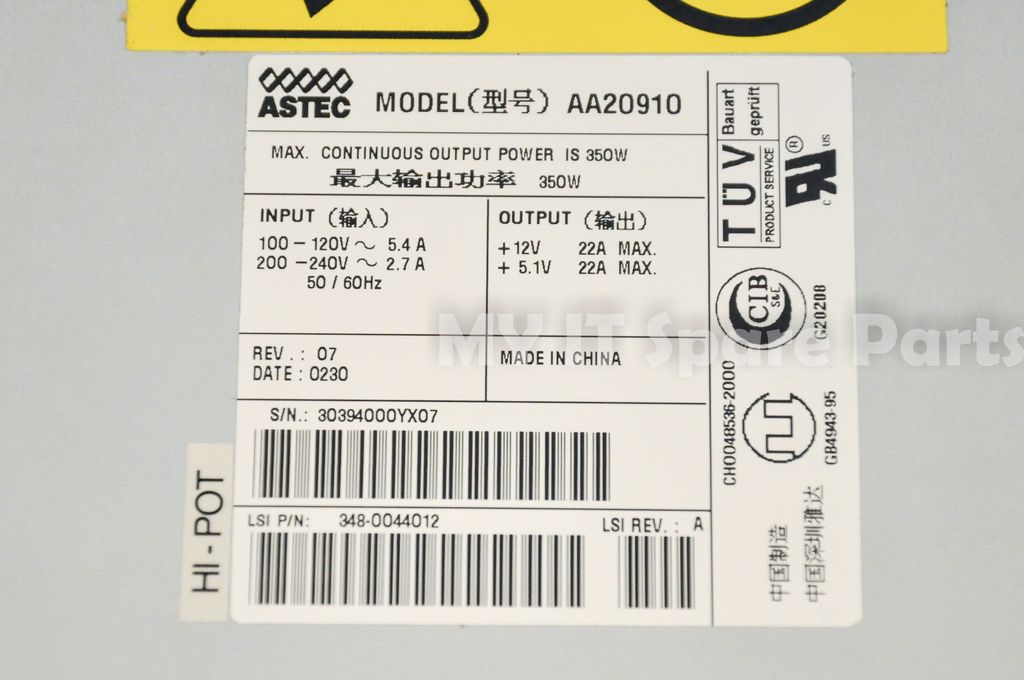 ASTEC MODEL(型号) AA20910
MAX. CONTINUOUS OUTPUT POWER IS 350W
最大输出功率 350W
INPUT (输入)
100-120V ～ 5.4 A
200-240V ～ 2.7 A
50 / 60Hz
OUTPUT (输出)
+12V 22A MAX.
+ 5.1V 22A MAX.
REV. : 07
DATE : 0230
MADE IN CHINA
S/N.: 30394000YX07
LSI P/N: 348-0044012
LSI REV. : A
HI-POT
TÜV
PRODUCT SERVICE
Bauart
geprüft
C
®
US
CIB
S&E
G20208
CH0048536-2000
GB4943-95
中国制造
中国深圳雅达
MY IT Spare Parts